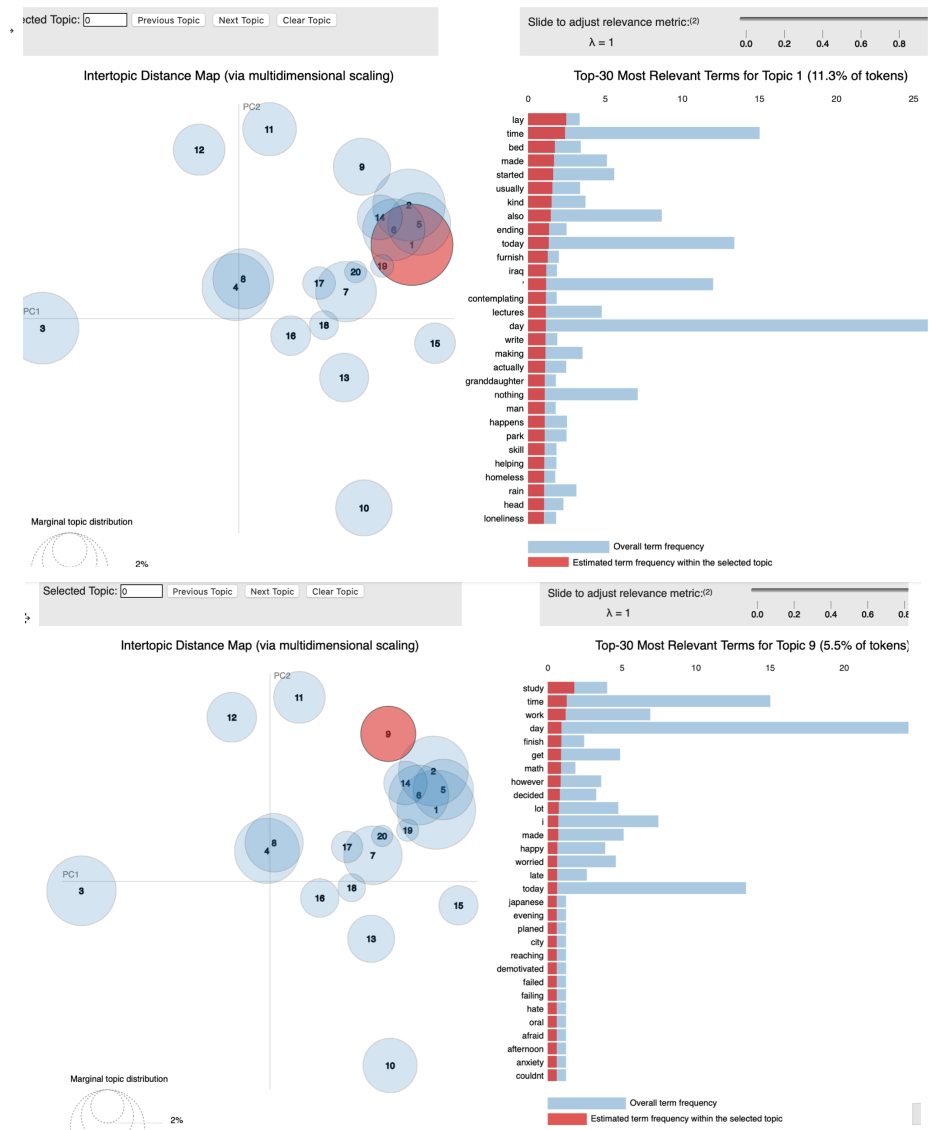 ected Topic: 0 Previous Topic Next Topic Clear Topic
Slide to adjust relevance metric:(2)
λ = 1
0.0 0.2 0.4 0.6 0.8
Intertopic Distance Map (via multidimensional scaling)
PC2
PC1
11
12
9
2
14
5
6
1
19
20
8
17
4
7
18
3
16
15
13
10
Marginal topic distribution
2%
Top-30 Most Relevant Terms for Topic 1 (11.3% of tokens)
0 5 10 15 20 25
lay
time
bed
made
started
usually
kind
also
ending
today
furnish
iraq
'
contemplating
lectures
day
write
making
actually
granddaughter
nothing
man
happens
park
skill
helping
homeless
rain
head
loneliness
Overall term frequency
Estimated term frequency within the selected topic
Selected Topic: 0 Previous Topic Next Topic Clear Topic
Slide to adjust relevance metric:(2)
λ = 1
0.0 0.2 0.4 0.6 0.8
Intertopic Distance Map (via multidimensional scaling)
PC2
PC1
11
12
9
2
14
5
6
1
19
20
8
17
4
7
18
3
16
15
13
10
Marginal topic distribution
2%
Top-30 Most Relevant Terms for Topic 9 (5.5% of tokens)
0 5 10 15 20
study
time
work
day
finish
get
math
however
decided
lot
i
made
happy
worried
late
today
japanese
evening
planed
city
reaching
demotivated
failed
failing
hate
oral
afraid
afternoon
anxiety
couldnt
Overall term frequency
Estimated term frequency within the selected topic